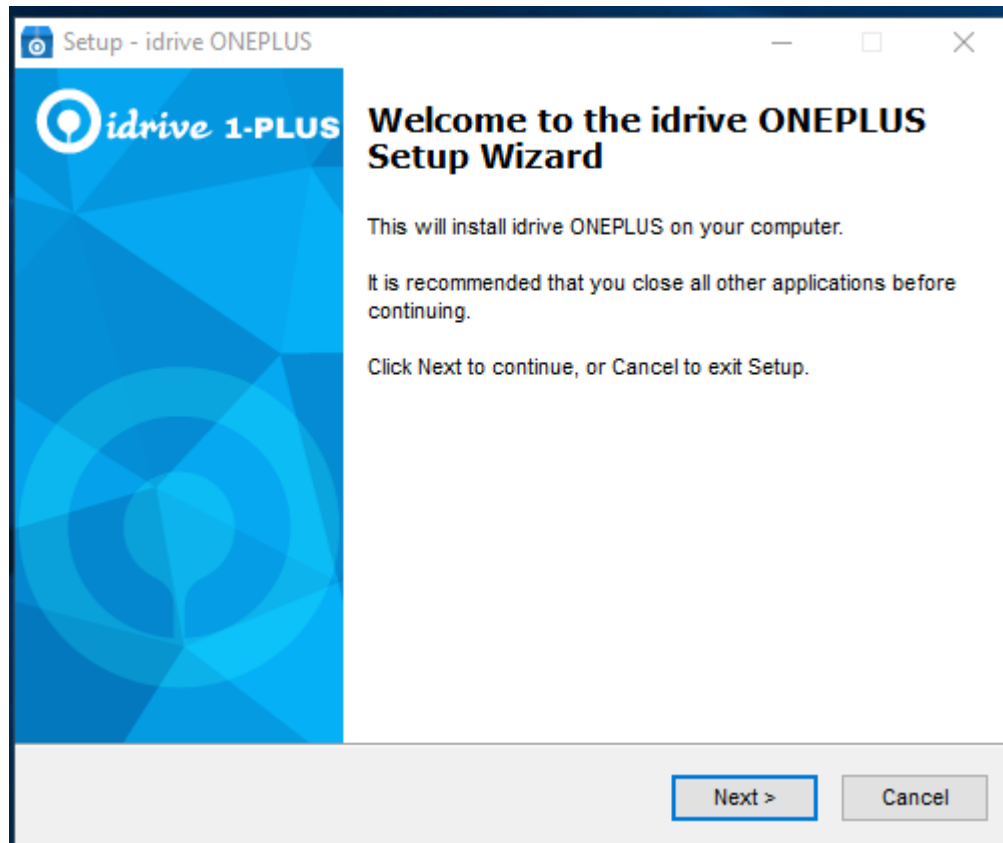 Setup - idrive ONEPLUS
idrive 1-PLUS
Welcome to the idrive ONEPLUS
Setup Wizard
This will install idrive ONEPLUS on your computer.
It is recommended that you close all other applications before
continuing.
Click Next to continue, or Cancel to exit Setup.
Next >
Cancel